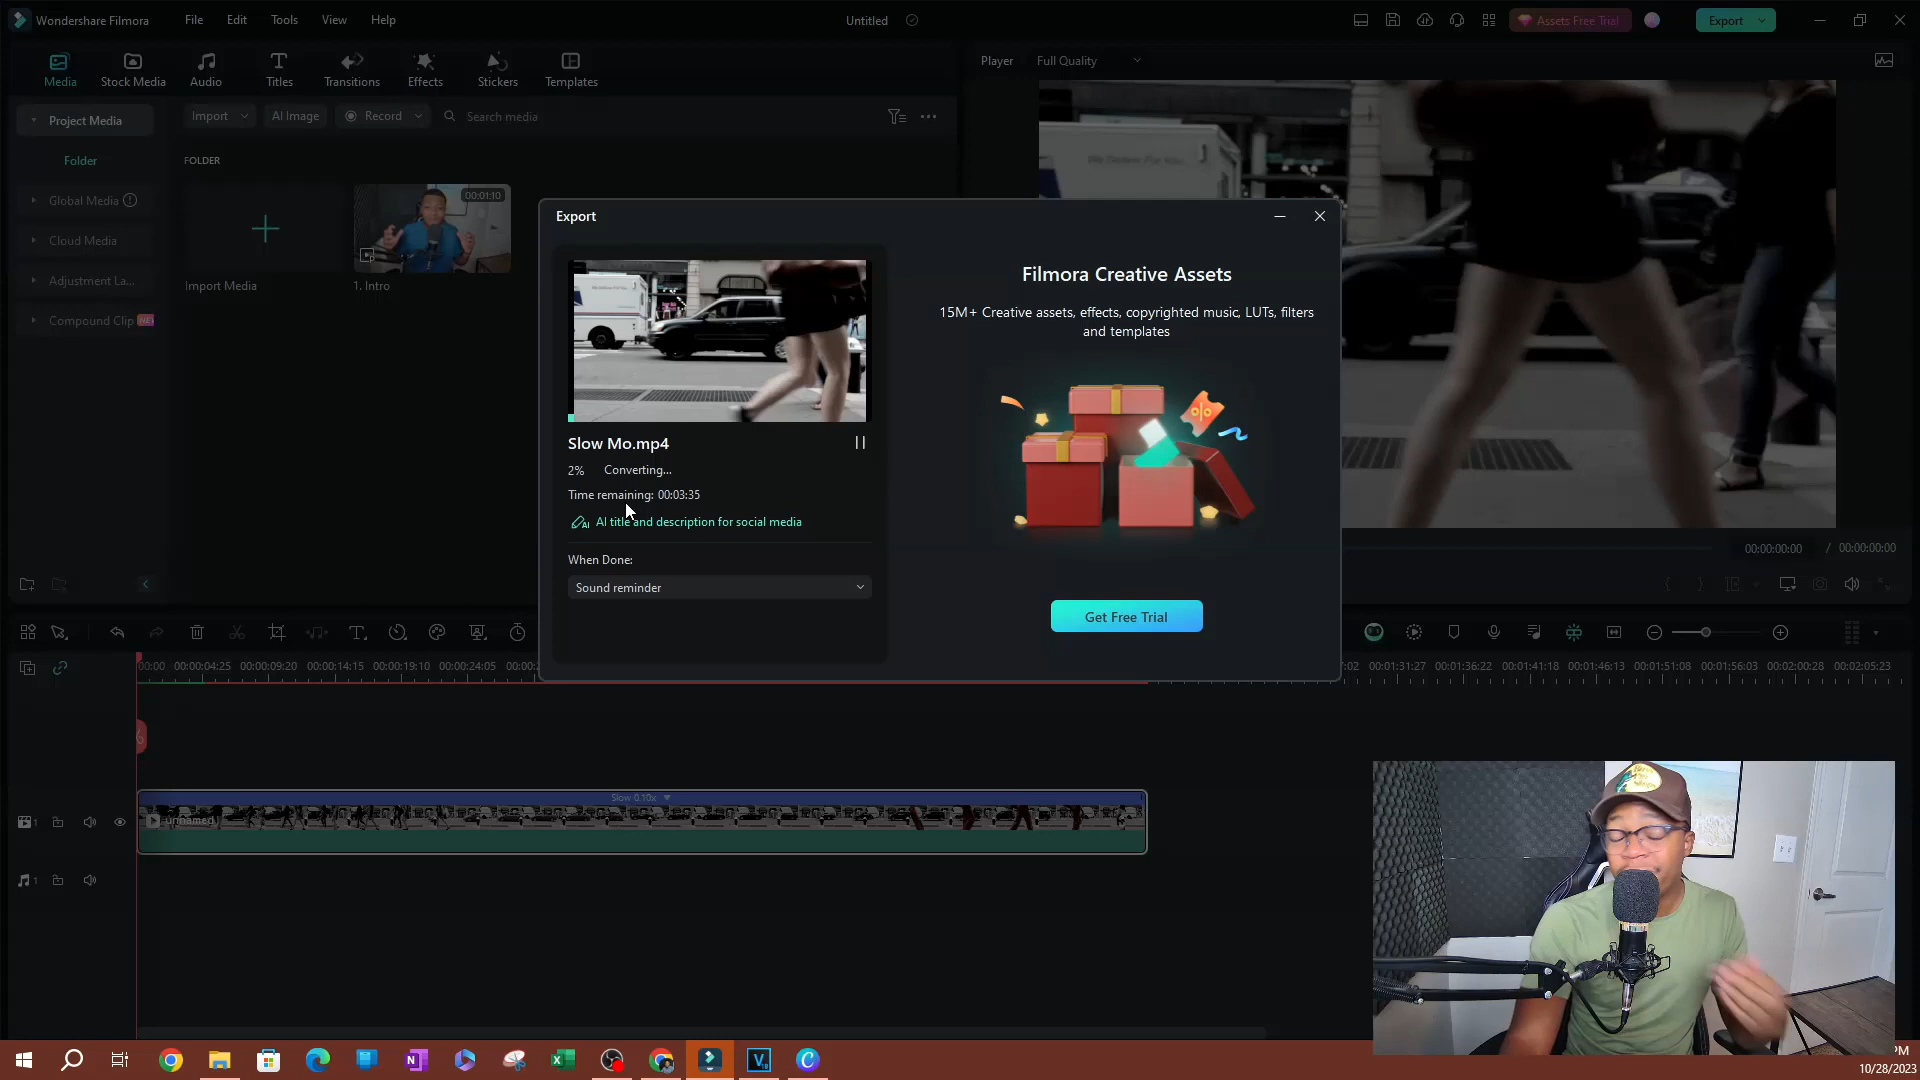 Wondershare Filmora
File
Edit
Tools
View
Help
Untitled
Assets Free Trial
Export
Media
Stock Media
Audio
Titles
Transitions
Effects
Stickers
Templates
Player
Full Quality
Project Media
Import
AI Image
Record
Search media
Folder
FOLDER
Global Media
Cloud Media
Adjustment La...
Compound Clip
00:01:10
Import Media
1. Intro
Export
Filmora Creative Assets
15M+ Creative assets, effects, copyrighted music, LUTs, filters
and templates
Slow Mo.mp4
2% Converting...
Time remaining: 00:03:35
AI title and description for social media
When Done:
Sound reminder
Get Free Trial
00:00:00:00 / 00:00:00:00
00:00:04:25 00:00:09:20 00:00:14:15 00:00:19:10 00:00:24:05
00:01:31:27 00:01:36:22 00:01:41:18 00:01:46:13 00:01:51:08 00:01:56:03 00:02:00:28 00:02:05:23
Slow 0.10x
unnamed
1
1
PM
10/28/2023